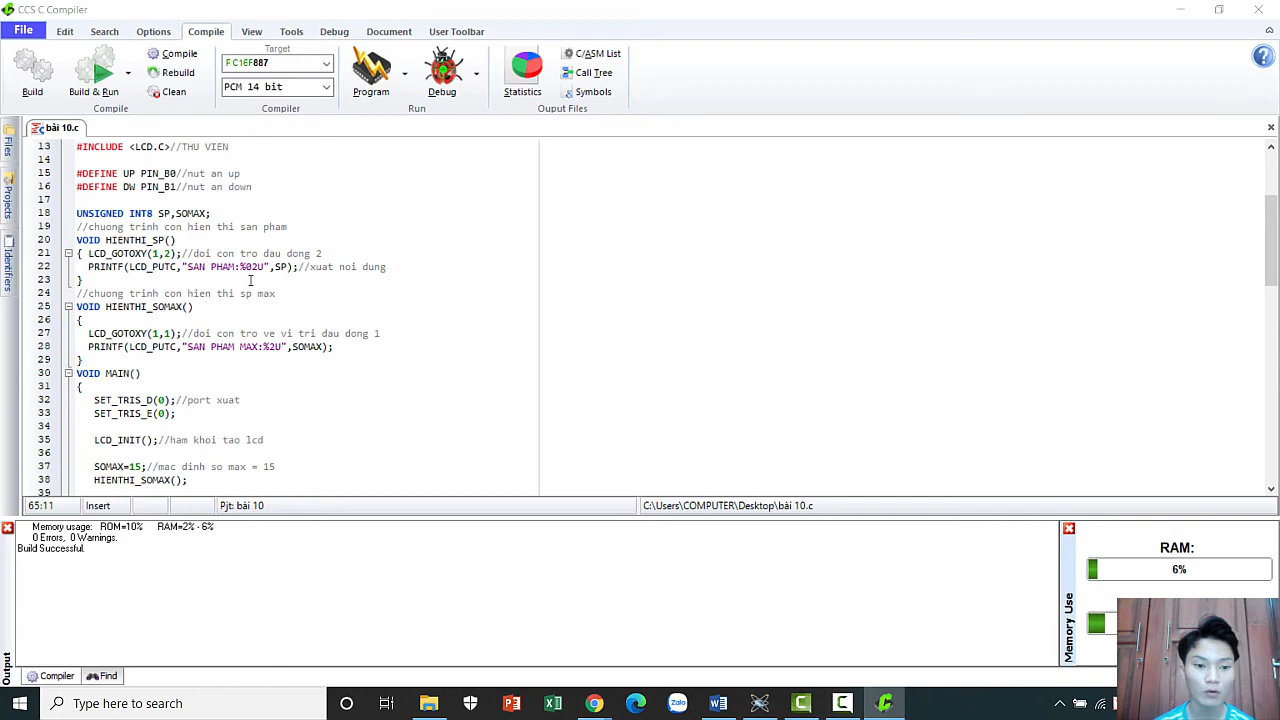 CCS C Compiler
File Edit Search Options Compile View Tools Debug Document User Toolbar
Build
Build & Run
Compile
Rebuild
Clean
Compile
Target
PIC16F887
PCM 14 bit
Compiler
Program
Debug
Run
Statistics
C/ASM List
Call Tree
Symbols
Ouput Files
bài 10.c
Files
Projects
Identifiers
13 #INCLUDE <LCD.C>//THU VIEN
14
15 #DEFINE UP PIN_B0//nut an up
16 #DEFINE DW PIN_B1//nut an down
17
18 UNSIGNED INT8 SP,SOMAX;
19 //chuong trinh con hien thi san pham
20 VOID HIENTHI_SP()
21 { LCD_GOTOXY(1,2);//doi con tro dau dong 2
22 PRINTF(LCD_PUTC,"SAN PHAM:%02U",SP);//xuat noi dung
23 }
24 //chuong trinh con hien thi sp max
25 VOID HIENTHI_SOMAX()
26 {
27 LCD_GOTOXY(1,1);//doi con tro ve vi tri dau dong 1
28 PRINTF(LCD_PUTC,"SAN PHAM MAX:%2U",SOMAX);
29 }
30 VOID MAIN()
31 {
32 SET_TRIS_D(0);//port xuat
33 SET_TRIS_E(0);
34
35 LCD_INIT();//ham khoi tao lcd
36
37 SOMAX=15;//mac dinh so max = 15
38 HIENTHI_SOMAX();
39
65:11 Insert Pjt: bài 10 C:\Users\COMPUTER\Desktop\bài 10.c
Memory usage: ROM=10% RAM=2% - 6%
0 Errors, 0 Warnings.
Build Successful.
Output
Compiler Find
Memory Use
RAM:
6%
Type here to search
Zalo